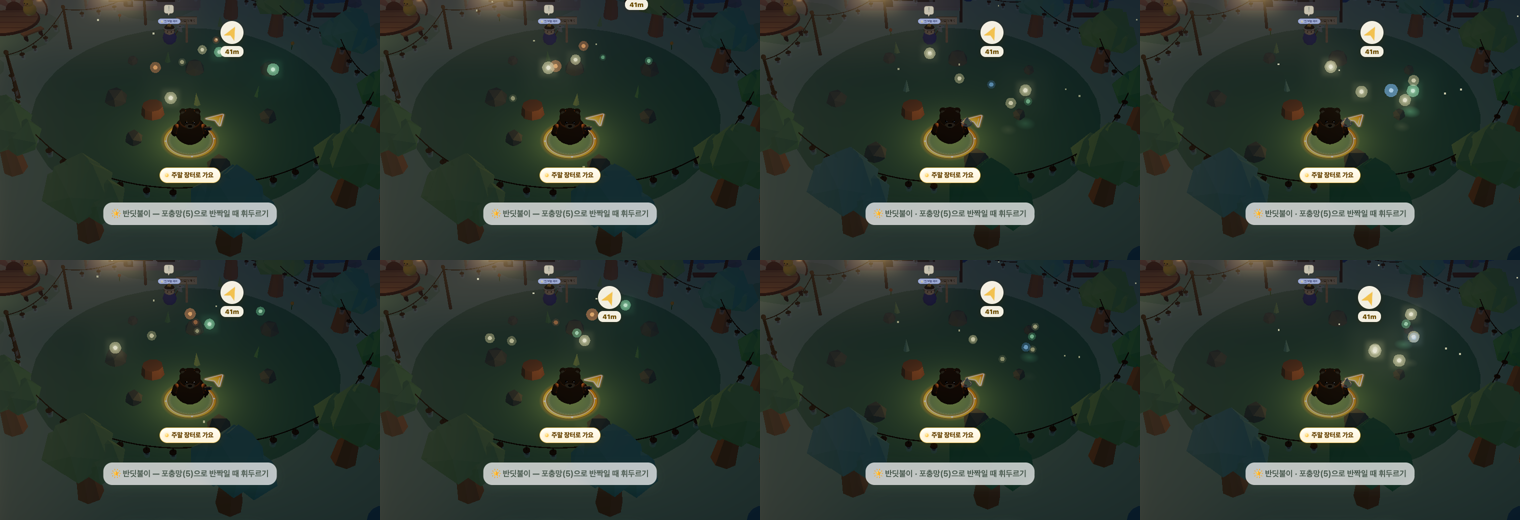 41m
주말 장터로 가요
반딧불이 — 포충망(5)으로 반짝일 때 휘두르기
41m
주말 장터로 가요
반딧불이 — 포충망(5)으로 반짝일 때 휘두르기
41m
주말 장터로 가요
반딧불이 · 포충망(5)으로 반짝일 때 휘두르기
41m
주말 장터로 가요
반딧불이 · 포충망(5)으로 반짝일 때 휘두르기
41m
주말 장터로 가요
반딧불이 — 포충망(5)으로 반짝일 때 휘두르기
41m
주말 장터로 가요
반딧불이 — 포충망(5)으로 반짝일 때 휘두르기
41m
주말 장터로 가요
반딧불이 · 포충망(5)으로 반짝일 때 휘두르기
41m
주말 장터로 가요
반딧불이 · 포충망(5)으로 반짝일 때 휘두르기